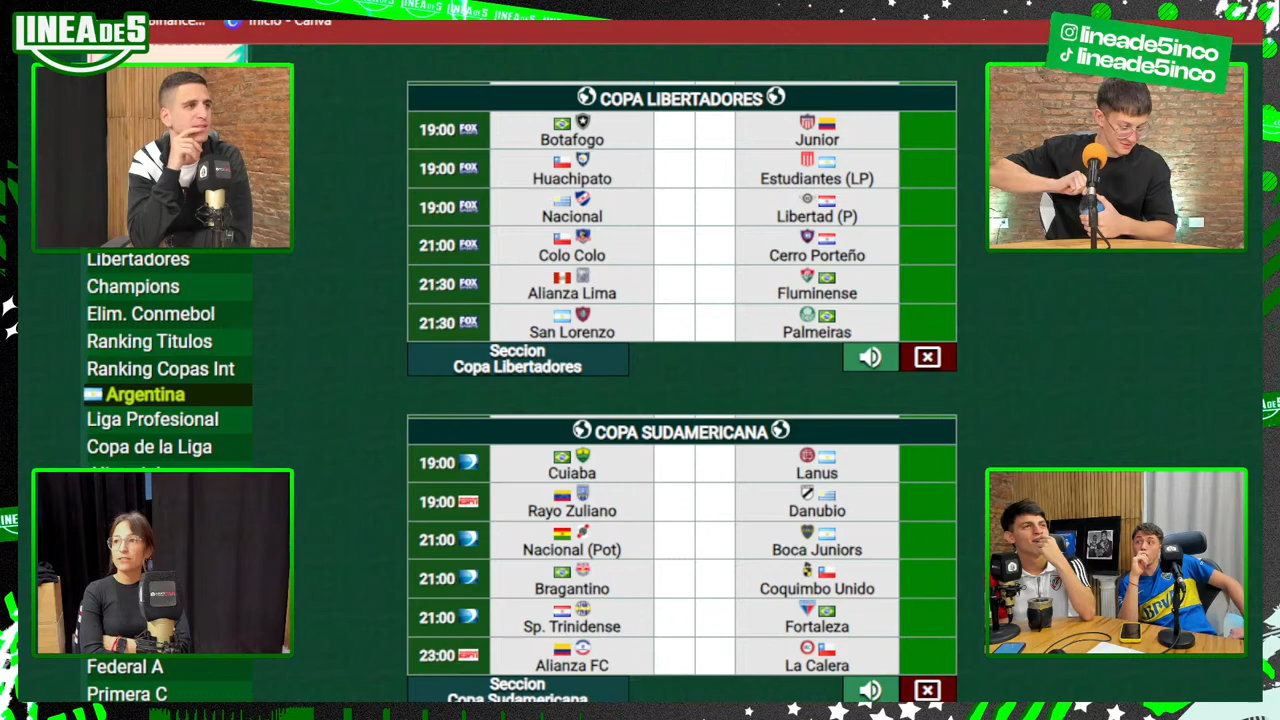 Binance...
Inicio - Canva
LINEA DE 5
lineade5inco
lineade5inco
COPA LIBERTADORES
19:00 FOX Botafogo Junior
19:00 FOX Huachipato Estudiantes (LP)
19:00 FOX Nacional Libertad (P)
21:00 FOX Colo Colo Cerro Porteño
21:30 FOX Alianza Lima Fluminense
21:30 FOX San Lorenzo Palmeiras
Seccion
Copa Libertadores
Libertadores
Champions
Elim. Conmebol
Ranking Titulos
Ranking Copas Int
Argentina
Liga Profesional
Copa de la Liga
Federal A
Primera C
COPA SUDAMERICANA
19:00 Cuiaba Lanus
19:00 ESPN Rayo Zuliano Danubio
21:00 Nacional (Pot) Boca Juniors
21:00 Bragantino Coquimbo Unido
21:00 Sp. Trinidense Fortaleza
23:00 ESPN Alianza FC La Calera
Seccion
Copa Sudamericana